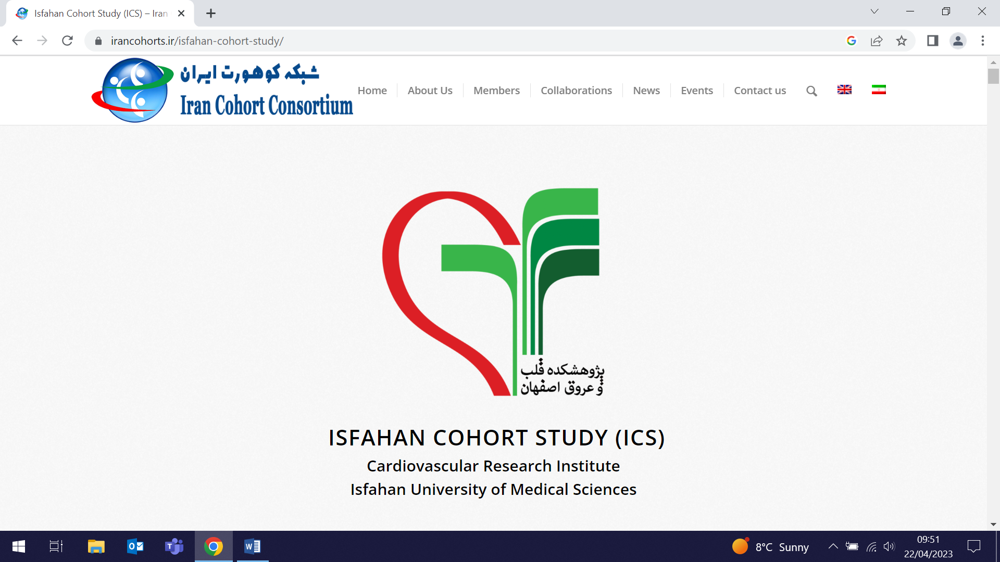 Isfahan Cohort Study (ICS) – Iran
irancohorts.ir/isfahan-cohort-study/
شبکه کوهورت ایران
Iran Cohort Consortium
Home
About Us
Members
Collaborations
News
Events
Contact us
پژوهشکده قلب
و عروق اصفهان
ISFAHAN COHORT STUDY (ICS)
Cardiovascular Research Institute
Isfahan University of Medical Sciences
8°C Sunny
09:51
22/04/2023